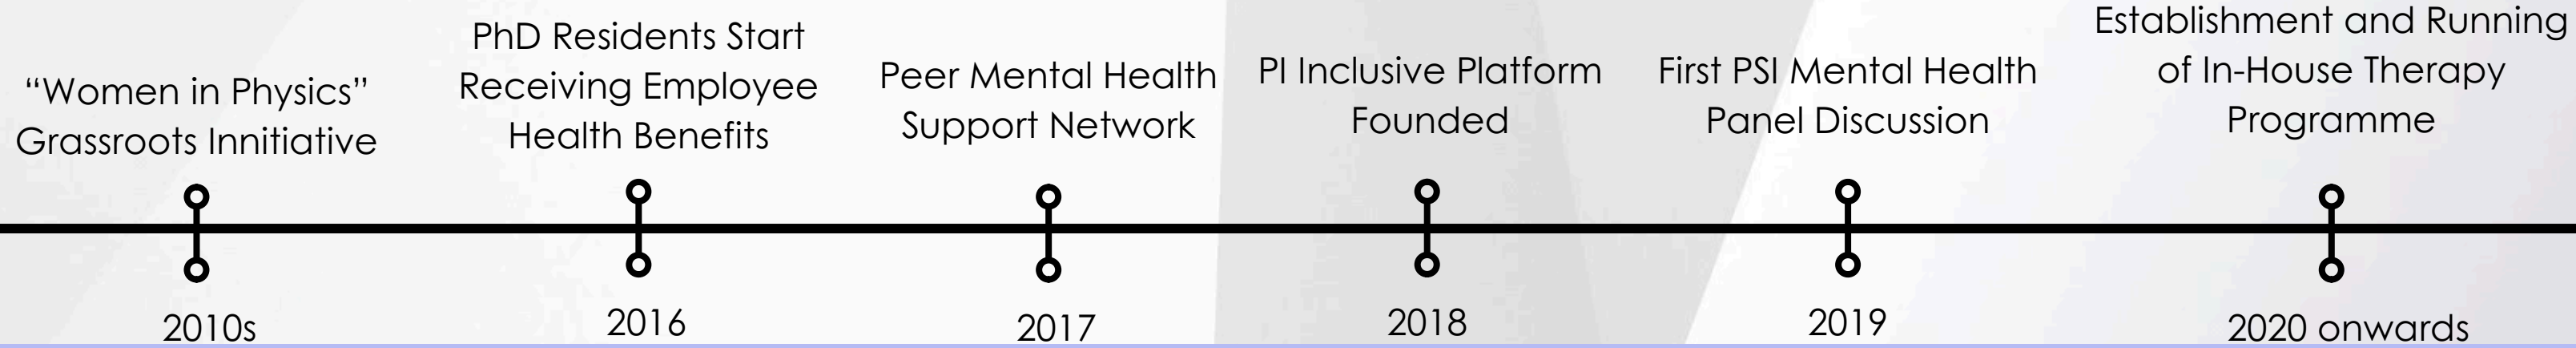 “Women in Physics”
Grassroots Innitiative
2010s
PhD Residents Start
Receiving Employee
Health Benefits
2016
Peer Mental Health
Support Network
2017
PI Inclusive Platform
Founded
2018
First PSI Mental Health
Panel Discussion
2019
Establishment and Running
of In-House Therapy
Programme
2020 onwards